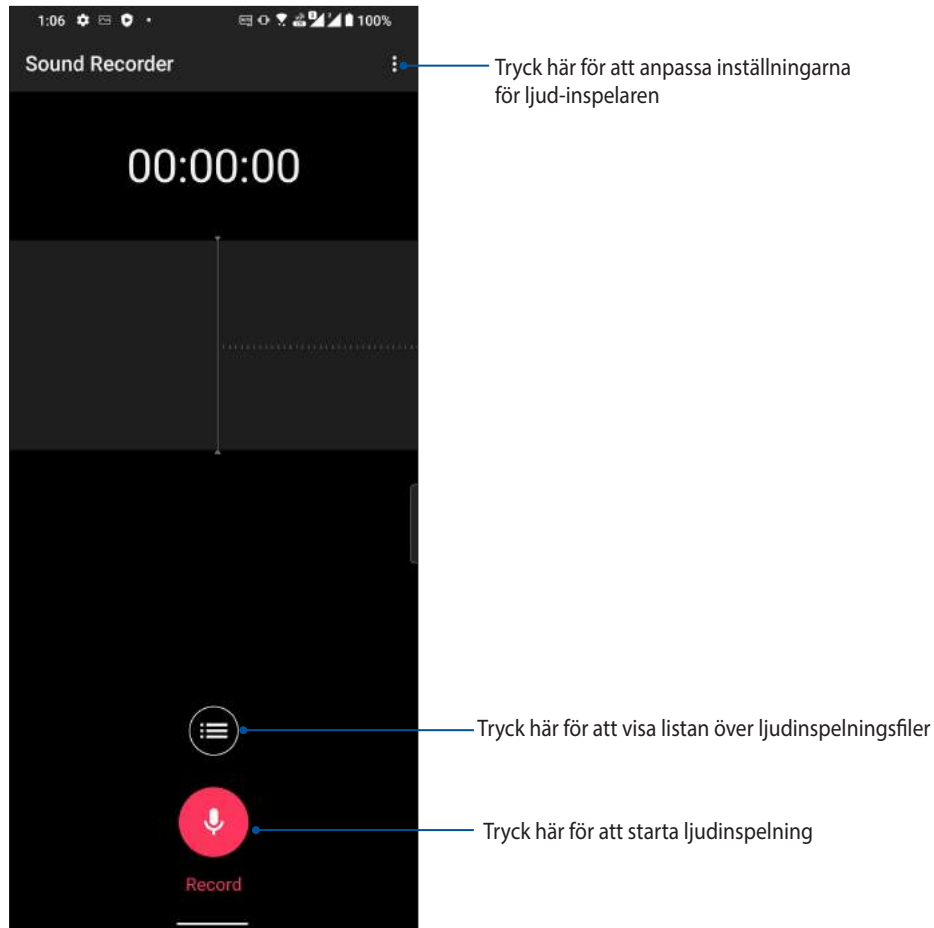 1:06 100%
Sound Recorder
Tryck här för att anpassa inställningarna
för ljud-inspelaren
00:00:00
Tryck här för att visa listan över ljudinspelningsfiler
Tryck här för att starta ljudinspelning
Record